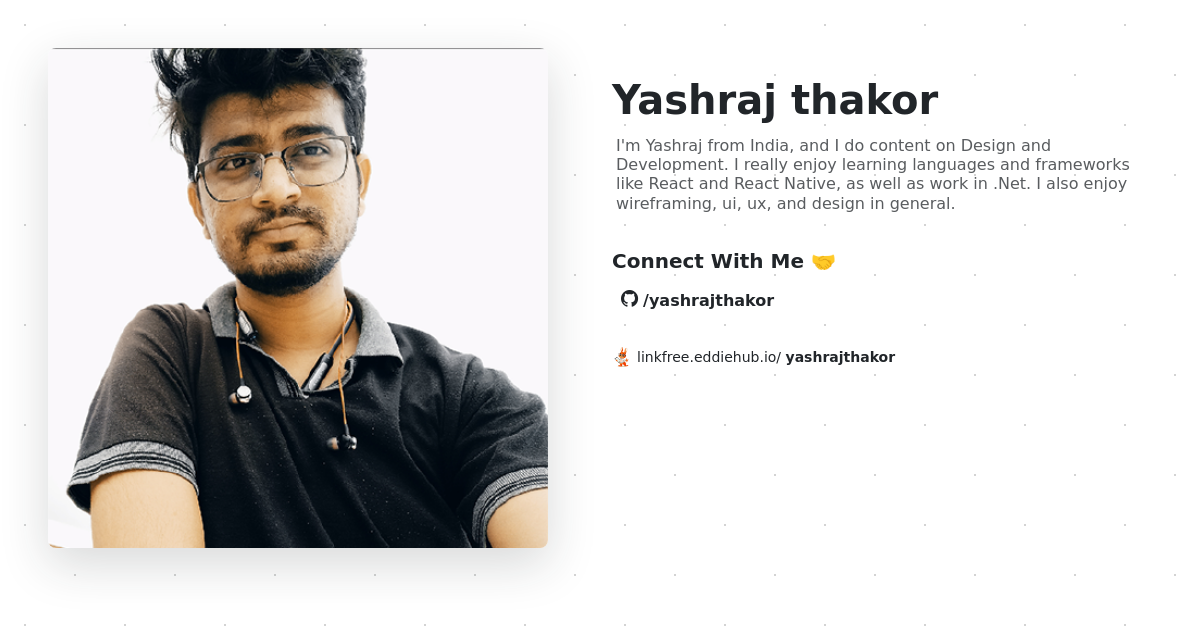 Yashraj thakor
I'm Yashraj from India, and I do content on Design and
Development. I really enjoy learning languages and frameworks
like React and React Native, as well as work in .Net. I also enjoy
wireframing, ui, ux, and design in general.
Connect With Me 🤝
/yashrajthakor
linkfree.eddiehub.io/ yashrajthakor